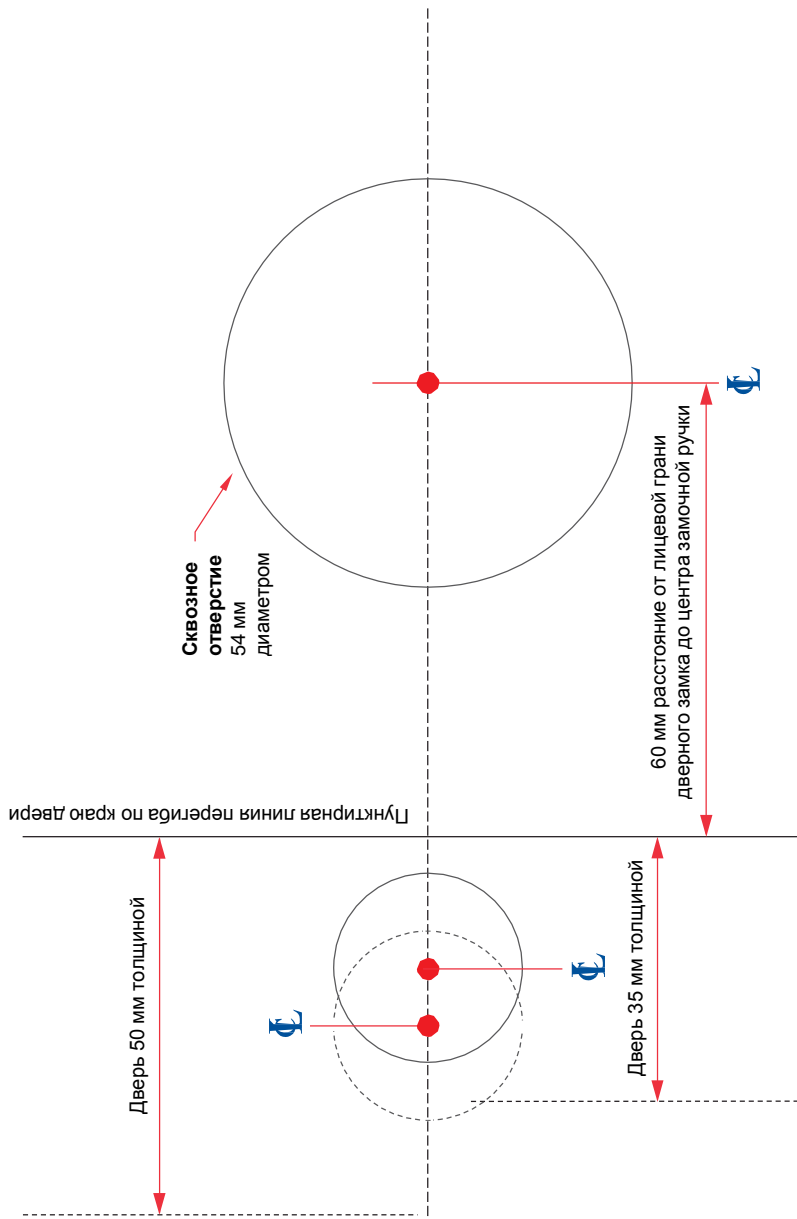 Сквозное
отверстие
54 мм
диаметром
60 мм расстояние от лицевой грани
дверного замка до центра замочной ручки
Пунктирная линия перегиба по краю двери
Дверь 50 мм толщиной
Дверь 35 мм толщиной
℄
℄
℄